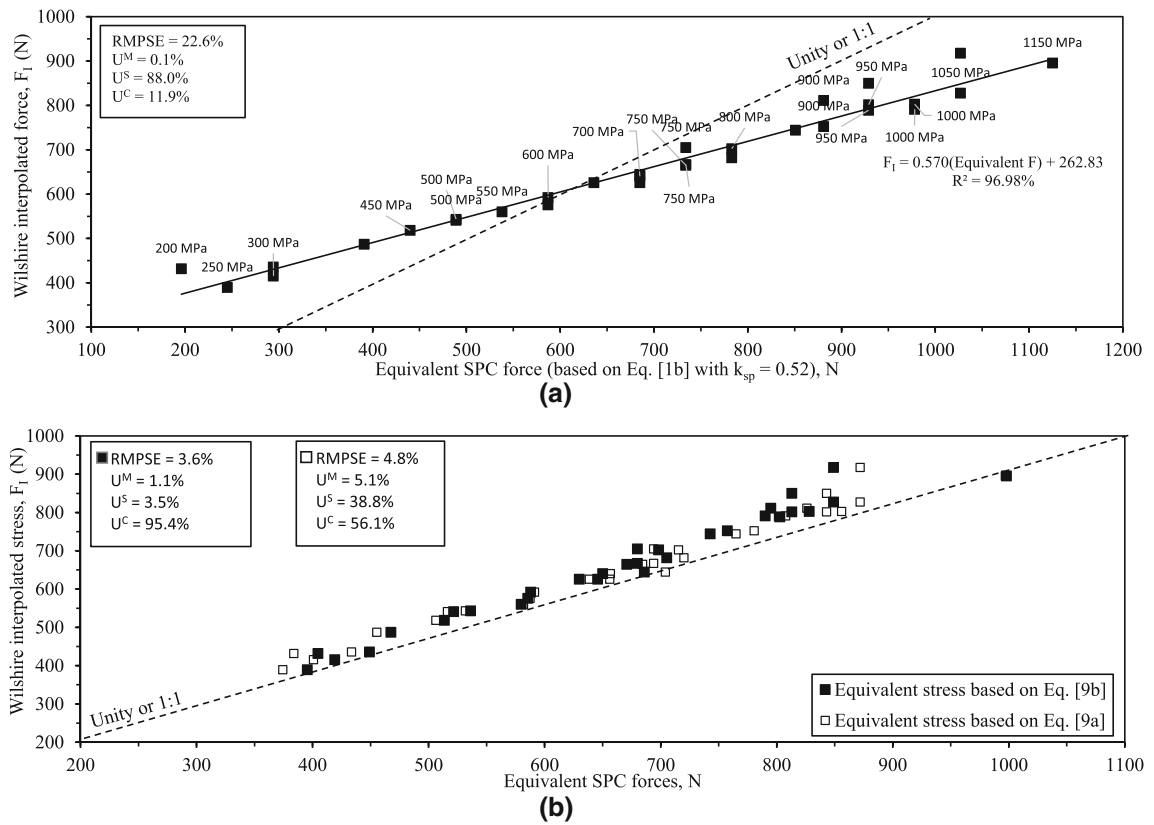 RMPSE = 22.6%
U^M = 0.1%
U^S = 88.0%
U^C = 11.9%
Unity or 1:1
1150 MPa
950 MPa
1050 MPa
900 MPa
900 MPa
800 MPa
750 MPa
750 MPa
700 MPa
1000 MPa
950 MPa
1000 MPa
600 MPa
F_I = 0.570(Equivalent F) + 262.83
R² = 96.98%
500 MPa
550 MPa
500 MPa
750 MPa
450 MPa
300 MPa
200 MPa
250 MPa
Wilshire interpolated force, F_I (N)
1000
900
800
700
600
500
400
300
100 200 300 400 500 600 700 800 900 1000 1100 1200
Equivalent SPC force (based on Eq. [1b] with k_sp = 0.52), N
(a)
RMPSE = 3.6%
U^M = 1.1%
U^S = 3.5%
U^C = 95.4%
RMPSE = 4.8%
U^M = 5.1%
U^S = 38.8%
U^C = 56.1%
Unity or 1:1
Equivalent stress based on Eq. [9b]
Equivalent stress based on Eq. [9a]
Wilshire interpolated stress, F_I (N)
1000
900
800
700
600
500
400
300
200
200 300 400 500 600 700 800 900 1000 1100
Equivalent SPC forces, N
(b)